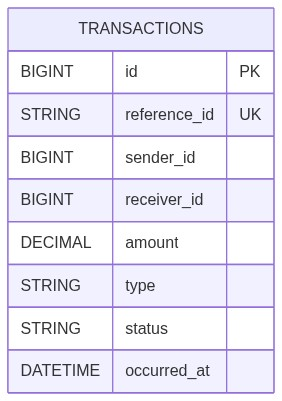 TRANSACTIONS
BIGINT id PK
STRING reference_id UK
BIGINT sender_id
BIGINT receiver_id
DECIMAL amount
STRING type
STRING status
DATETIME occurred_at